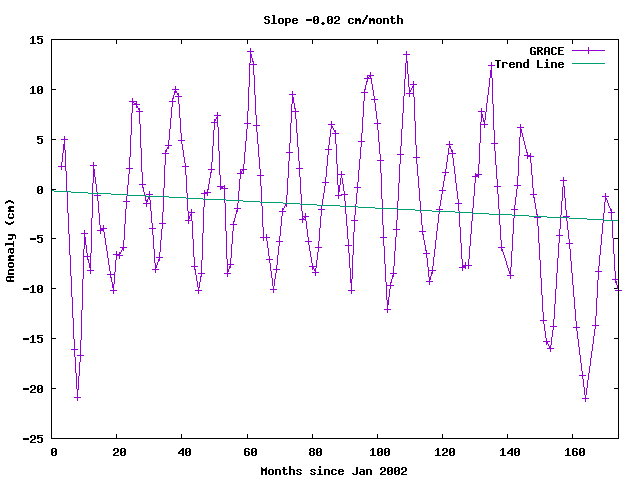 Slope -0.02 cm/month
GRACE
Trend Line
15
10
5
0
-5
-10
-15
-20
-25
Anomaly (cm)
0 20 40 60 80 100 120 140 160
Months since Jan 2002